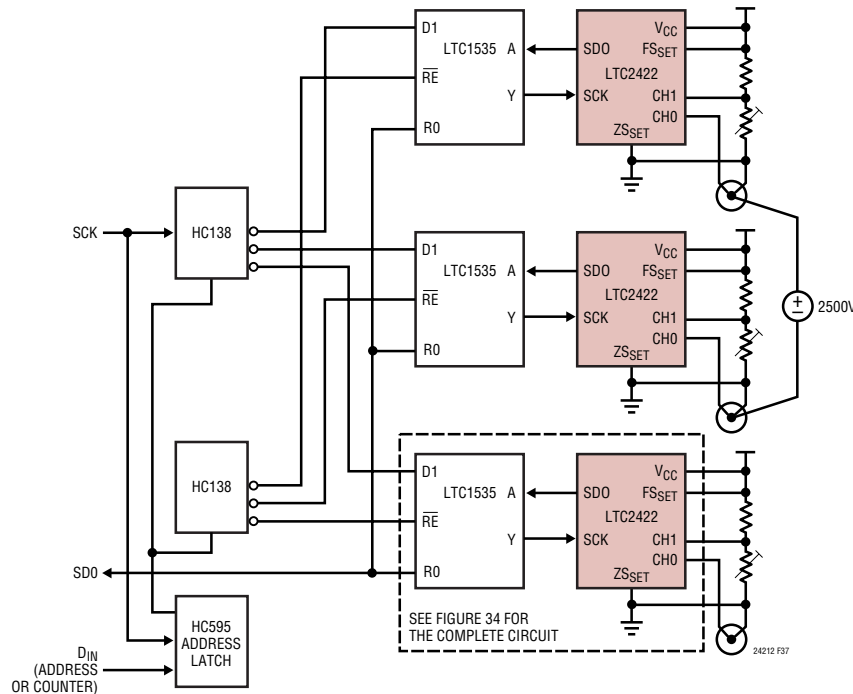 D1
LTC1535 A
RE
Y
R0
SDO
LTC2422
SCK
ZSSET
VCC
FSSET
CH1
CH0
SCK
HC138
D1
LTC1535 A
RE
Y
R0
SDO
LTC2422
SCK
ZSSET
VCC
FSSET
CH1
CH0
2500V
HC138
D1
LTC1535 A
RE
Y
R0
SDO
LTC2422
SCK
ZSSET
VCC
FSSET
CH1
CH0
SD0
HC595
ADDRESS
LATCH
DIN
(ADDRESS
OR COUNTER)
SEE FIGURE 34 FOR
THE COMPLETE CIRCUIT
24212 F37